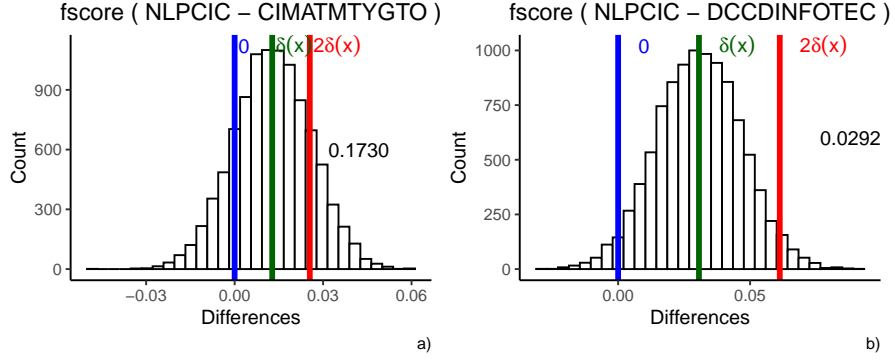 fscore ( NLPCIC − CIMATMTYGTO )
0
δ(x)
2δ(x)
900
600
300
0
0.1730
Count
−0.03
0.00
0.03
0.06
Differences
a)
fscore ( NLPCIC − DCCDINFOTEC )
0
δ(x)
2δ(x)
1000
750
500
250
0
0.0292
Count
0.00
0.05
Differences
b)